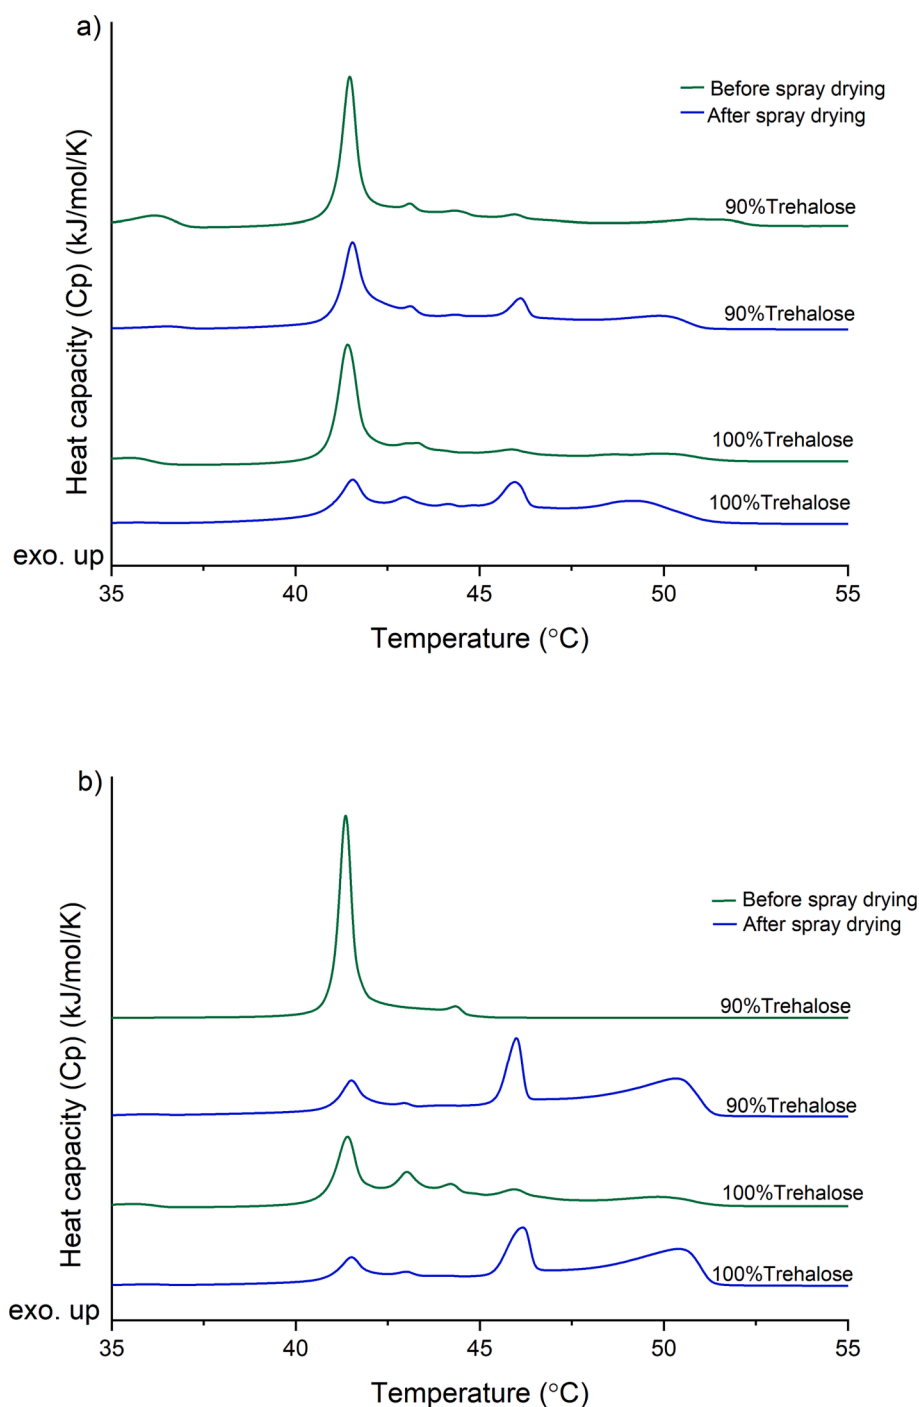 a)
Before spray drying
After spray drying
90%Trehalose
90%Trehalose
100%Trehalose
100%Trehalose
Heat capacity (Cp) (kJ/mol/K)
exo. up
35 40 45 50 55
Temperature (°C)
b)
Before spray drying
After spray drying
90%Trehalose
90%Trehalose
100%Trehalose
100%Trehalose
Heat capacity (Cp) (kJ/mol/K)
exo. up
35 40 45 50 55
Temperature (°C)